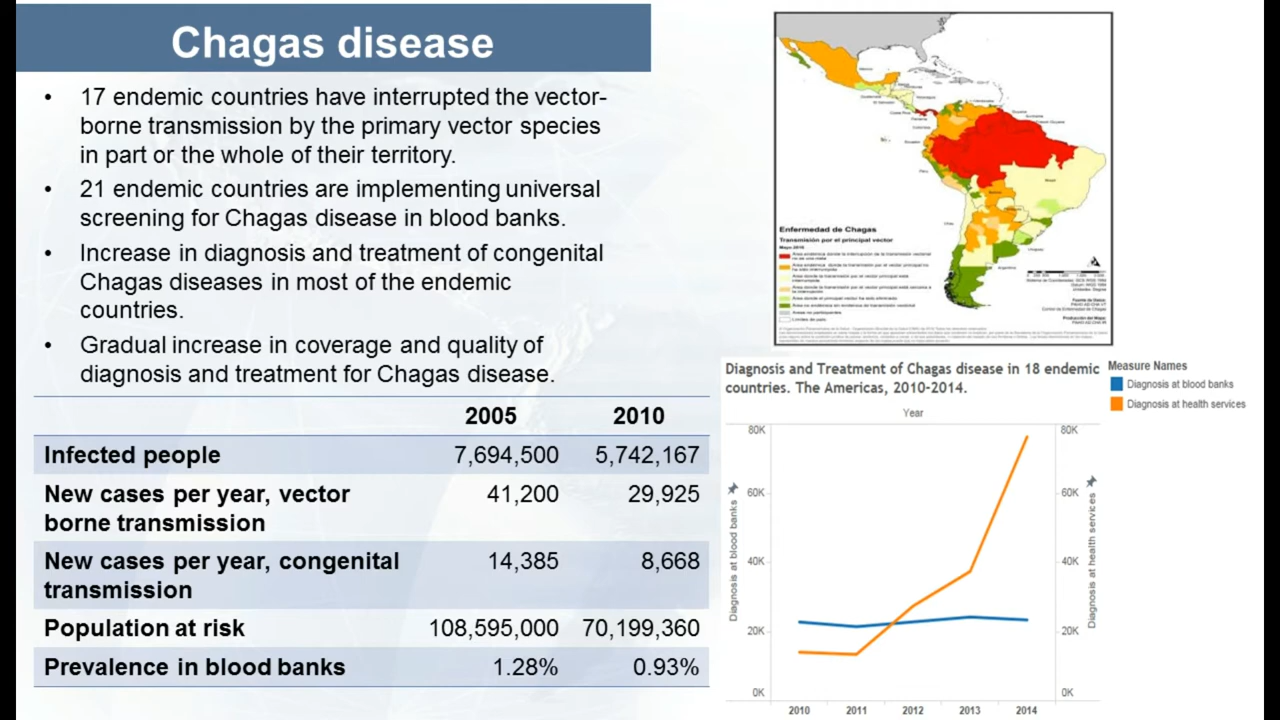 Chagas disease
• 17 endemic countries have interrupted the vector-
borne transmission by the primary vector species
in part or the whole of their territory.
• 21 endemic countries are implementing universal
screening for Chagas disease in blood banks.
• Increase in diagnosis and treatment of congenital
Chagas diseases in most of the endemic
countries.
• Gradual increase in coverage and quality of
diagnosis and treatment for Chagas disease.
2005 2010
Infected people 7,694,500 5,742,167
New cases per year, vector 41,200 29,925
borne transmission
New cases per year, congenital 14,385 8,668
transmission
Population at risk 108,595,000 70,199,360
Prevalence in blood banks 1.28% 0.93%
Enfermedad de Chagas
Transmisión por el principal vector
Mayo 2016
Diagnosis and Treatment of Chagas disease in 18 endemic
countries. The Americas, 2010-2014.
Measure Names
Diagnosis at blood banks
Diagnosis at health services
Year
80K 80K
60K 60K
40K 40K
20K 20K
0K 0K
Diagnosis at blood banks
Diagnosis at health services
2010 2011 2012 2013 2014